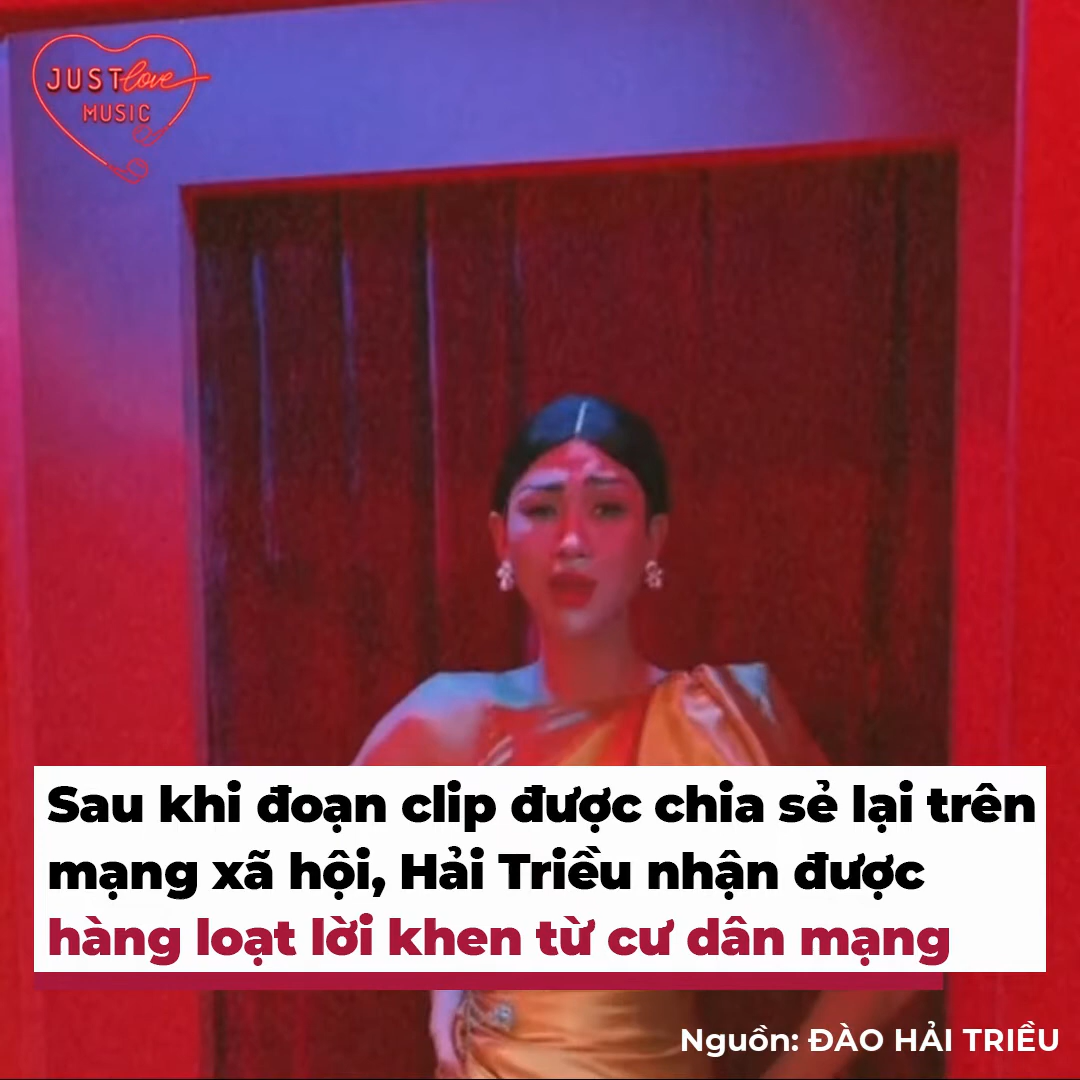 JUST love
MUSIC
Sau khi đoạn clip được chia sẻ lại trên
mạng xã hội, Hải Triều nhận được
hàng loạt lời khen từ cư dân mạng
Nguồn: ĐÀO HẢI TRIỀU